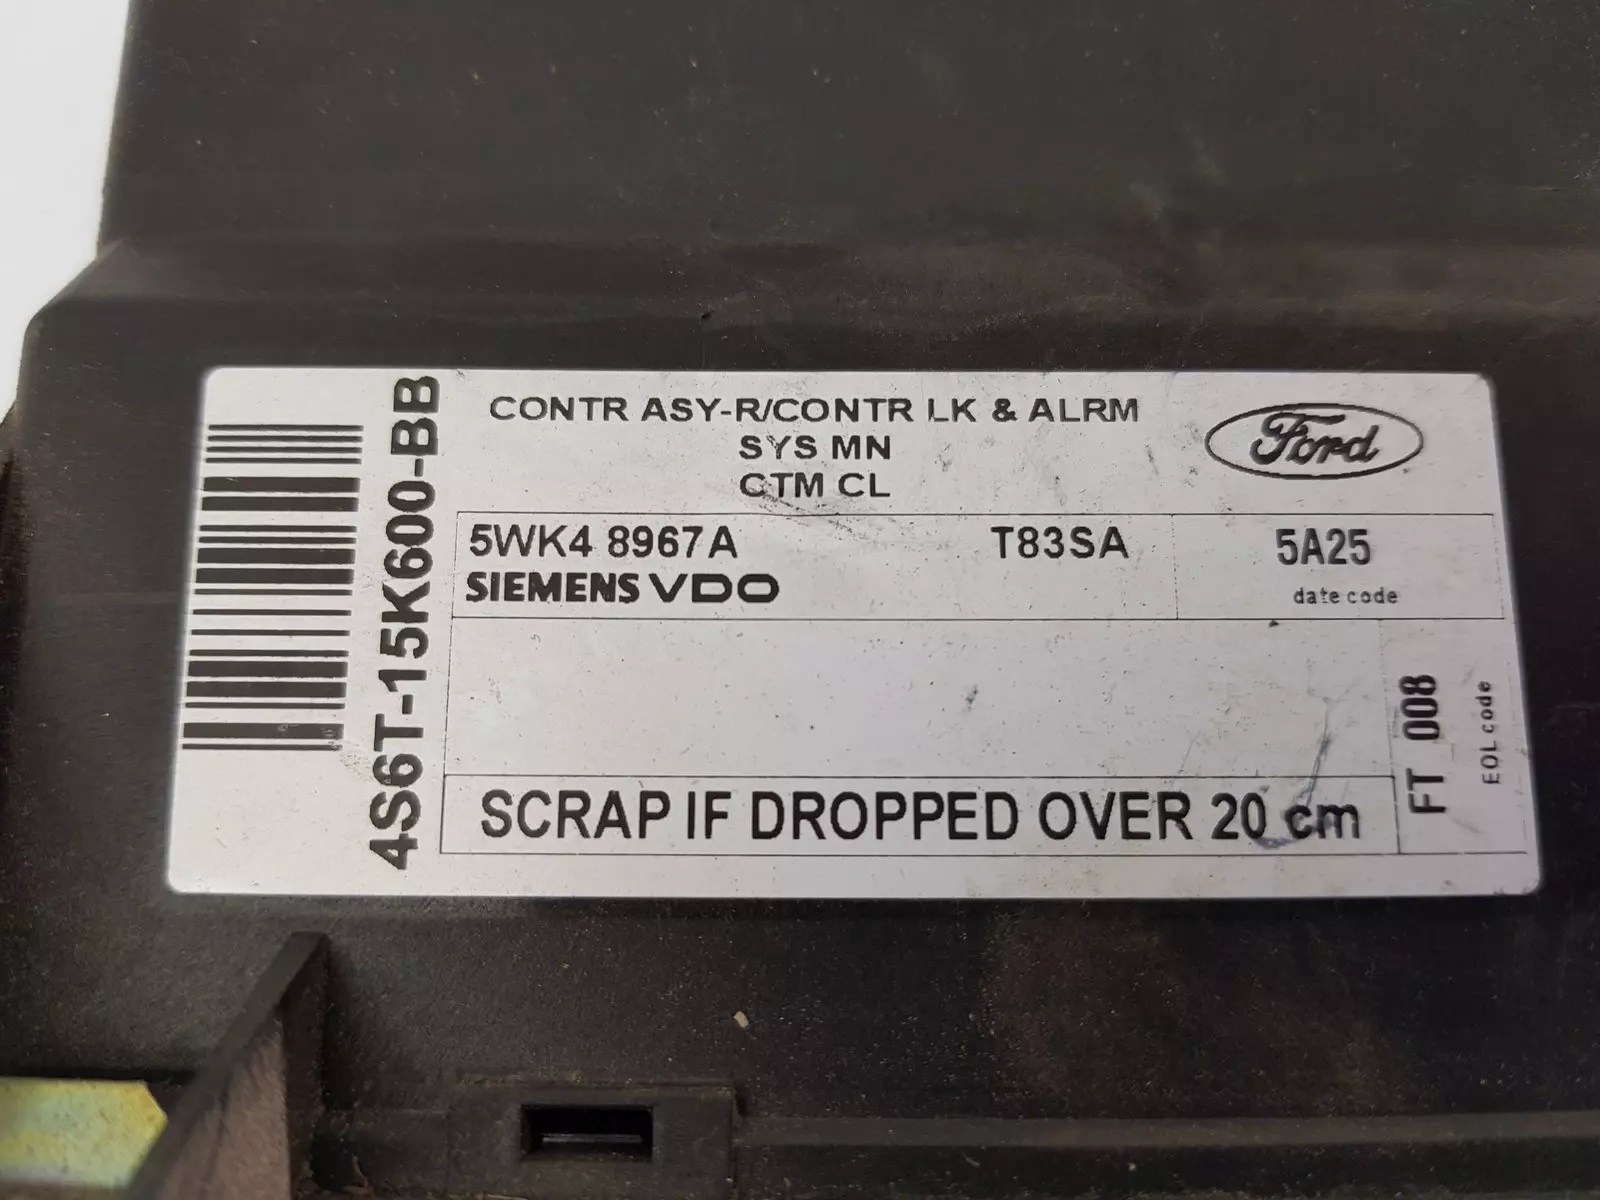 CONTR ASY-R/CONTR LK & ALRM
SYS MN
CTM CL
Ford
4S6T-15K600-BB
5WK4 8967A
T83SA
5A25
SIEMENS VDO
date code
FT 008
EOL code
SCRAP IF DROPPED OVER 20 cm